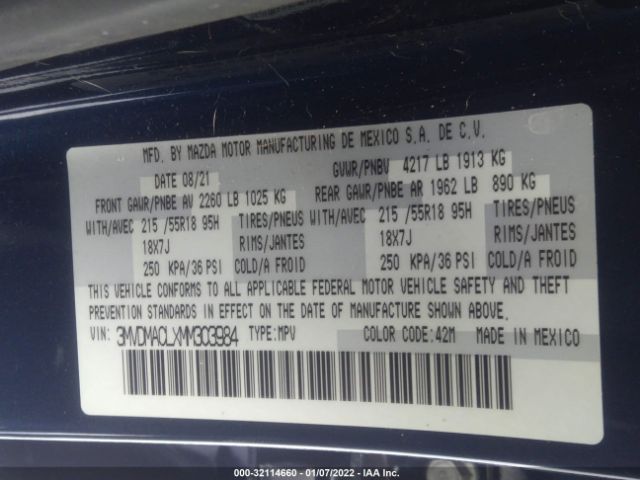 MFD. BY MAZDA MOTOR MANUFACTURING DE MEXICO S.A. DE C.V.
DATE 08/21 GVWR/PNBV 4217 LB 1913 KG
FRONT GAWR/PNBE AV 2260 LB 1025 KG REAR GAWR/PNBE AR 1962 LB 890 KG
WITH/AVEC 215 /55R18 95H TIRES/PNEUS WITH/AVEC 215 /55R18 95H TIRES/PNEUS
18X7J RIMS/JANTES 18X7J RIMS/JANTES
250 KPA/36 PSI COLD/A FROID 250 KPA/36 PSI COLD/A FROID
THIS VEHICLE CONFORMS TO ALL APPLICABLE FEDERAL MOTOR VEHICLE SAFETY AND THEFT
PREVENTION STANDARDS IN EFFECT ON THE DATE OF MANUFACTURE SHOWN ABOVE.
VIN: 3MVDMACLXMM303984 TYPE:MPV COLOR CODE:42M MADE IN MEXICO
000-32114660 - 01/07/2022 - IAA Inc.